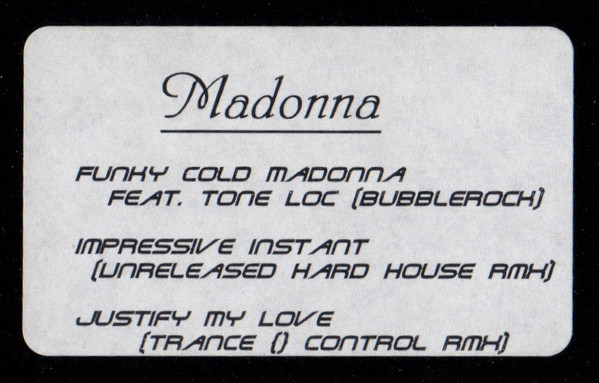 Madonna
FUNKY COLD MADONNA
FEAT. TONE LOC (BUBBLEROCK)
IMPRESSIVE INSTANT
(UNRELEASED HARD HOUSE RMX)
JUSTIFY MY LOVE
(TRANCE () CONTROL RMX)